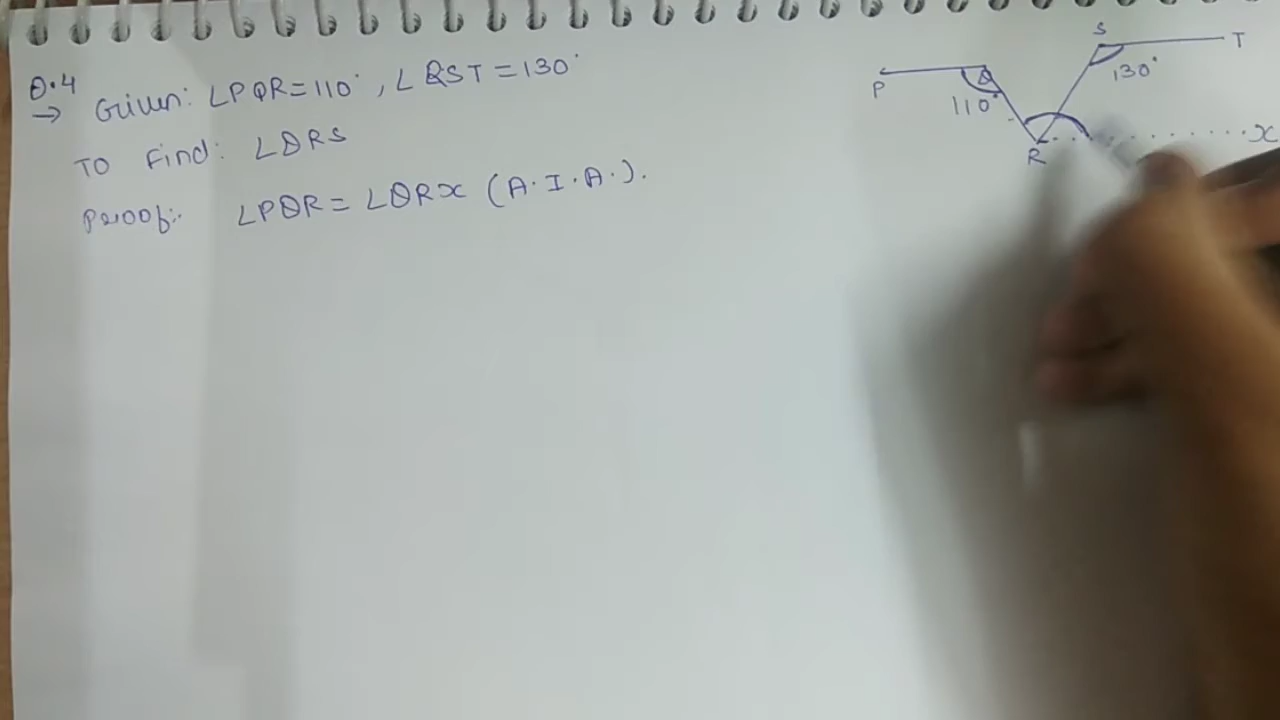 Q.4
→ Given: ∠PQR = 110°, ∠RST = 130°
To Find: ∠QRS
Proof:- ∠PQR = ∠QRX (A.I.A.).
P
Q
110°
R
S
130°
T
X